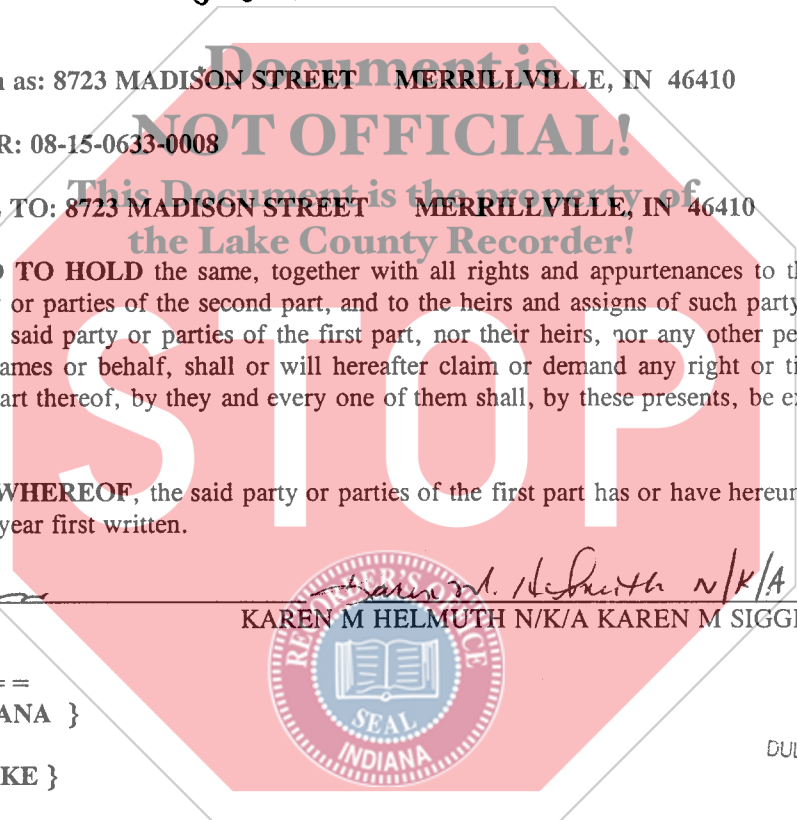 Document is
n as: 8723 MADISON STREET MERRILLVILLE, IN 46410
NOT OFFICIAL!
R: 08-15-0633-0008
This Document is the property of
TO: 8723 MADISON STREET MERRILLVILLE, IN 46410
the Lake County Recorder!
TO HOLD the same, together with all rights and appurtenances to t
or parties of the second part, and to the heirs and assigns of such party
said party or parties of the first part, nor their heirs, nor any other pe
ames or behalf, shall or will hereafter claim or demand any right or ti
art thereof, by they and every one of them shall, by these presents, be e
STOP
WHEREOF, the said party or parties of the first part has or have hereun
year first written.
Karen M. Helmuth N/K/A
KAREN M HELMUTH N/K/A KAREN M SIGG
RECORDER'S OFFICE
SEAL
INDIANA
==
ANA }
DUL
KE }